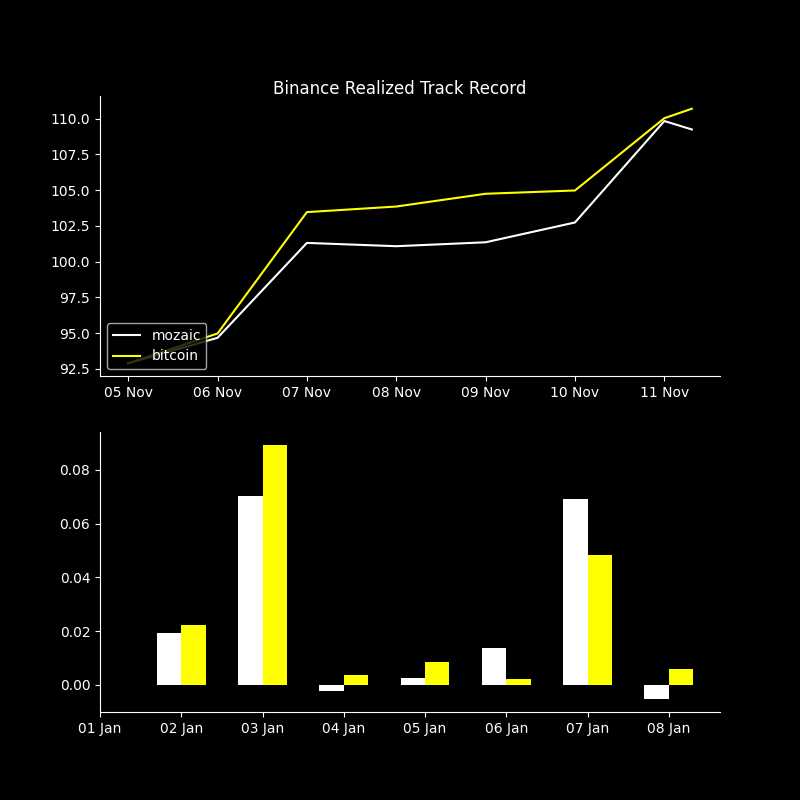 Binance Realized Track Record
110.0
107.5
105.0
102.5
100.0
97.5
95.0
92.5
mozaic
bitcoin
05 Nov 06 Nov 07 Nov 08 Nov 09 Nov 10 Nov 11 Nov
0.08
0.06
0.04
0.02
0.00
01 Jan 02 Jan 03 Jan 04 Jan 05 Jan 06 Jan 07 Jan 08 Jan